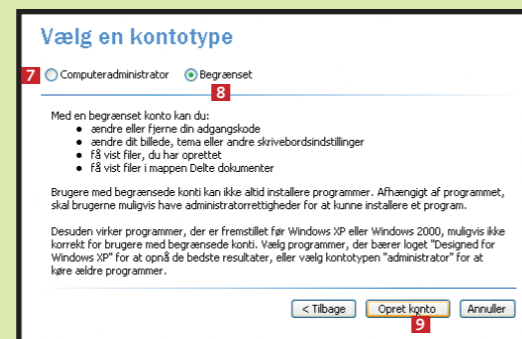 Vælg en kontotype
7 Computeradministrator Begrænset
8
Med en begrænset konto kan du:
• ændre eller fjerne din adgangskode
• ændre dit billede, tema eller andre skrivebordsindstillinger
• få vist filer, du har oprettet
• få vist filer i mappen Delte dokumenter
Brugere med begrænsede konti kan ikke altid installere programmer. Afhængigt af programmet,
skal brugerne muligvis have administratorrettigheder for at kunne installere et program.
Desuden virker programmer, der er fremstillet før Windows XP eller Windows 2000, muligvis ikke
korrekt for brugere med begrænsede konti. Vælg programmer, der bærer loget "Designed for
Windows XP" for at opnå de bedste resultater, eller vælg kontotypen "administrator" for at
køre ældre programmer.
< Tilbage Opret konto Annuller
9